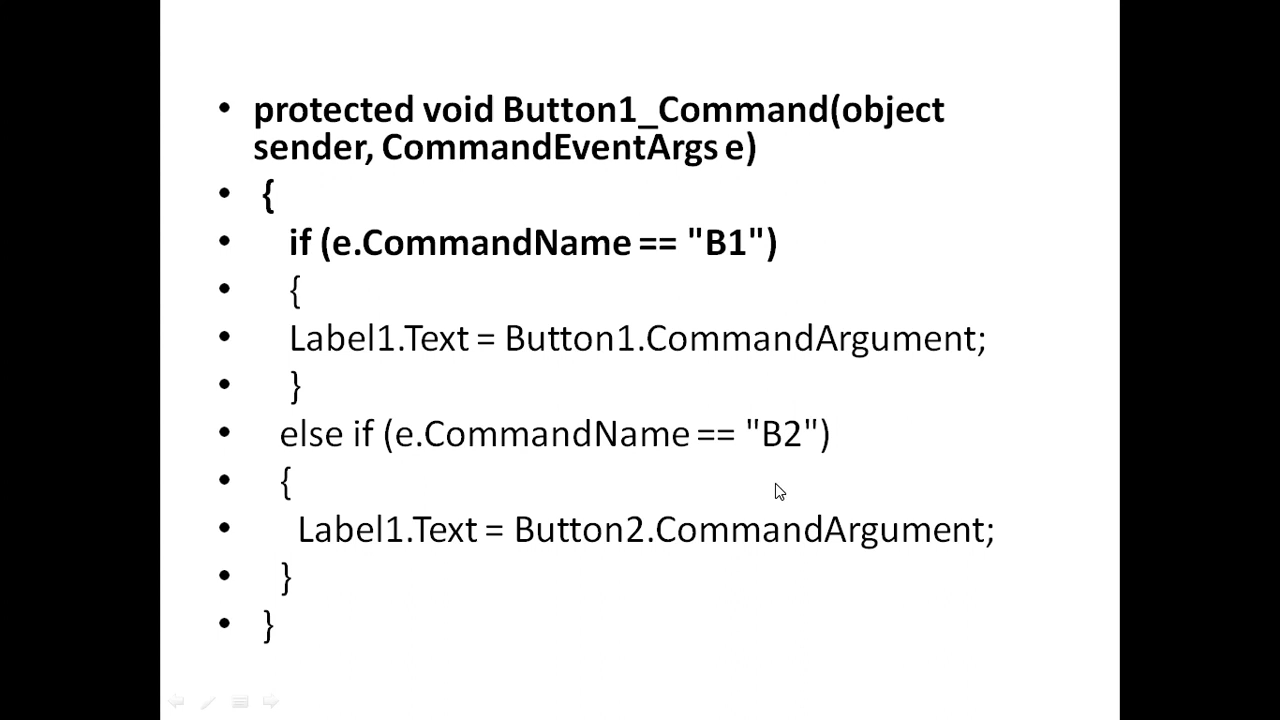 • protected void Button1_Command(object
sender, CommandEventArgs e)
• {
• if (e.CommandName == "B1")
• {
• Label1.Text = Button1.CommandArgument;
• }
• else if (e.CommandName == "B2")
• {
• Label1.Text = Button2.CommandArgument;
• }
• }